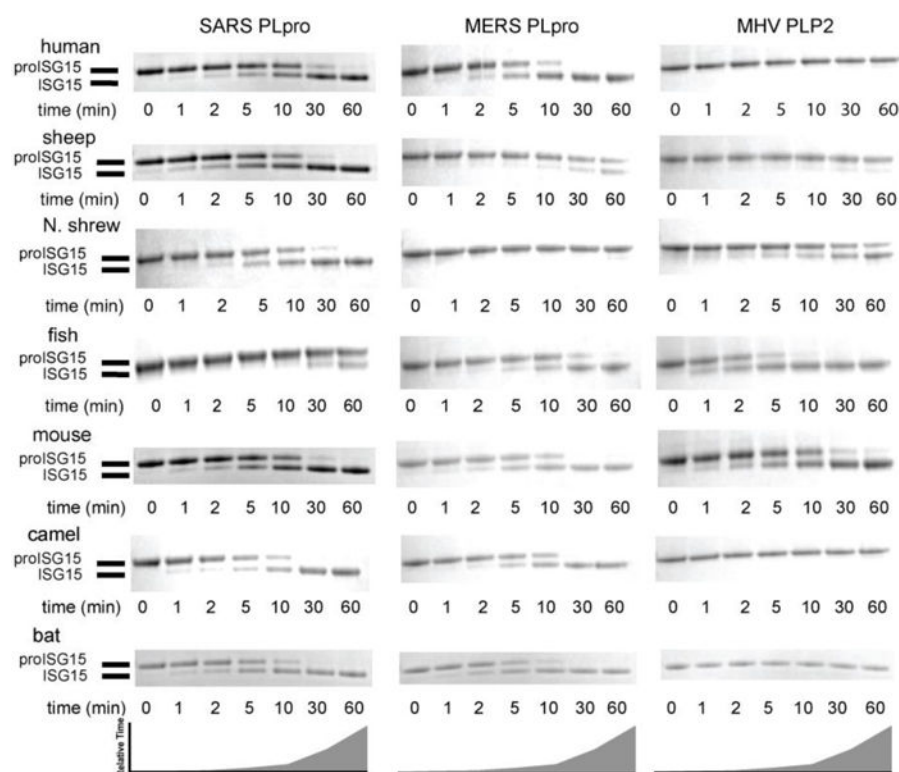 SARS PLpro MERS PLpro MHV PLP2
human
proISG15
ISG15
time (min) 0 1 2 5 10 30 60 0 1 2 5 10 30 60 0 1 2 5 10 30 60
sheep
proISG15
ISG15
time (min) 0 1 2 5 10 30 60 0 1 2 5 10 30 60 0 1 2 5 10 30 60
N. shrew
proISG15
ISG15
time (min) 0 1 2 5 10 30 60 0 1 2 5 10 30 60 0 1 2 5 10 30 60
fish
proISG15
ISG15
time (min) 0 1 2 5 10 30 60 0 1 2 5 10 30 60 0 1 2 5 10 30 60
mouse
proISG15
ISG15
time (min) 0 1 2 5 10 30 60 0 1 2 5 10 30 60 0 1 2 5 10 30 60
camel
proISG15
ISG15
time (min) 0 1 2 5 10 30 60 0 1 2 5 10 30 60 0 1 2 5 10 30 60
bat
proISG15
ISG15
time (min) 0 1 2 5 10 30 60 0 1 2 5 10 30 60 0 1 2 5 10 30 60
Relative Time